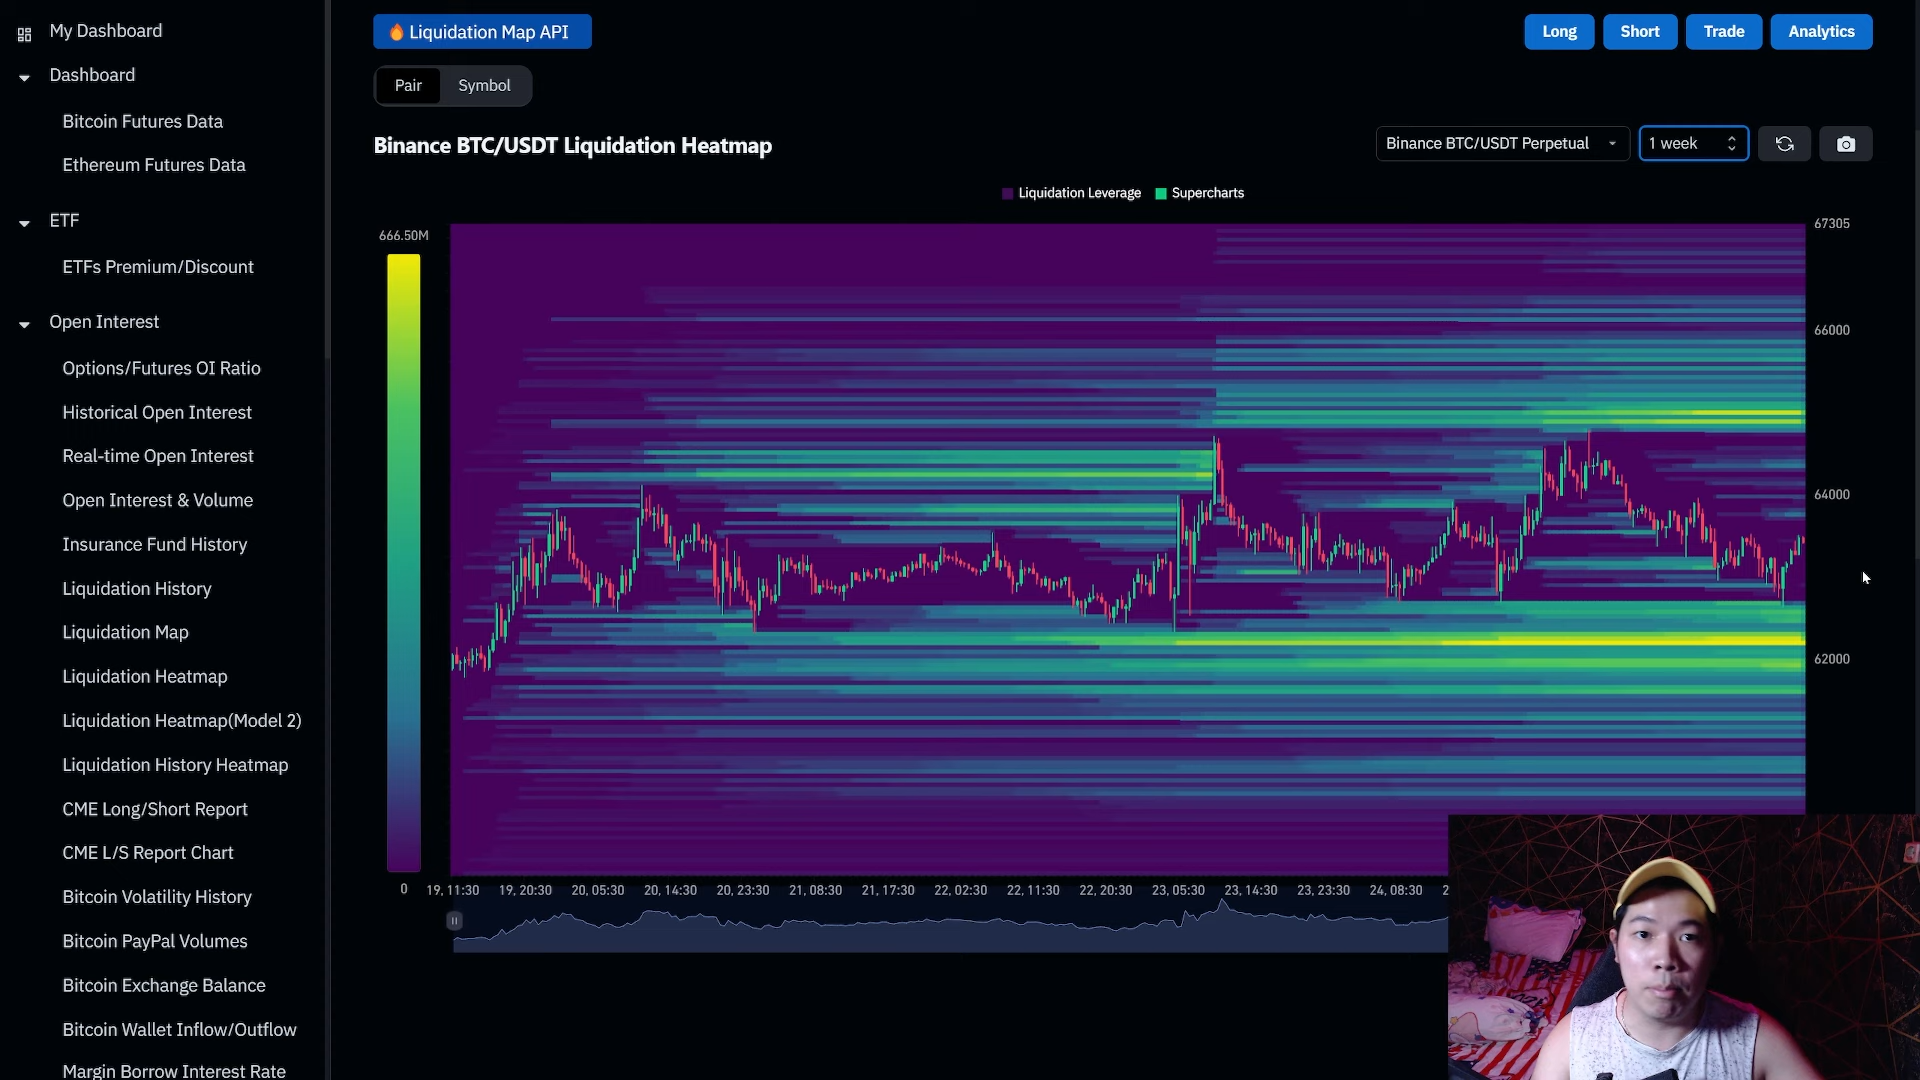 My Dashboard
Dashboard
Bitcoin Futures Data
Ethereum Futures Data
ETF
ETFs Premium/Discount
Open Interest
Options/Futures OI Ratio
Historical Open Interest
Real-time Open Interest
Open Interest & Volume
Insurance Fund History
Liquidation History
Liquidation Map
Liquidation Heatmap
Liquidation Heatmap(Model 2)
Liquidation History Heatmap
CME Long/Short Report
CME L/S Report Chart
Bitcoin Volatility History
Bitcoin PayPal Volumes
Bitcoin Exchange Balance
Bitcoin Wallet Inflow/Outflow
Margin Borrow Interest Rate
Liquidation Map API
Long Short Trade Analytics
Pair Symbol
Binance BTC/USDT Liquidation Heatmap
Binance BTC/USDT Perpetual 1 week
Liquidation Leverage Supercharts
666.50M
0
67305
66000
64000
62000
19, 11:30 19, 20:30 20, 05:30 20, 14:30 20, 23:30 21, 08:30 21, 17:30 22, 02:30 22, 11:30 22, 20:30 23, 05:30 23, 14:30 23, 23:30 24, 08:30 2